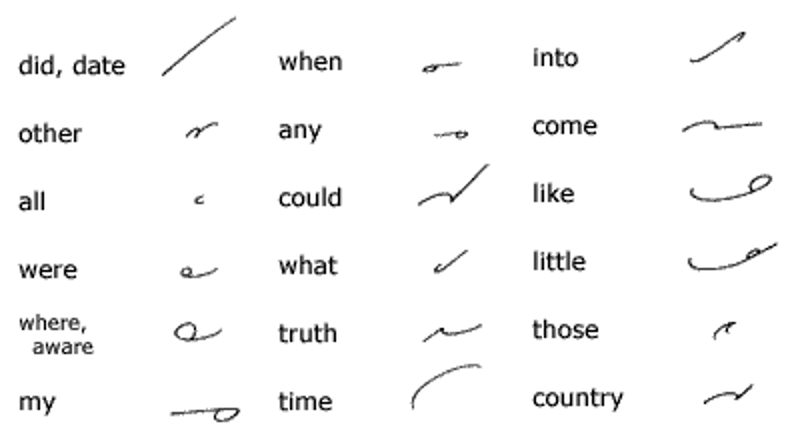 did, date when into
other any come
all could like
were what little
where,
aware truth those
my time country